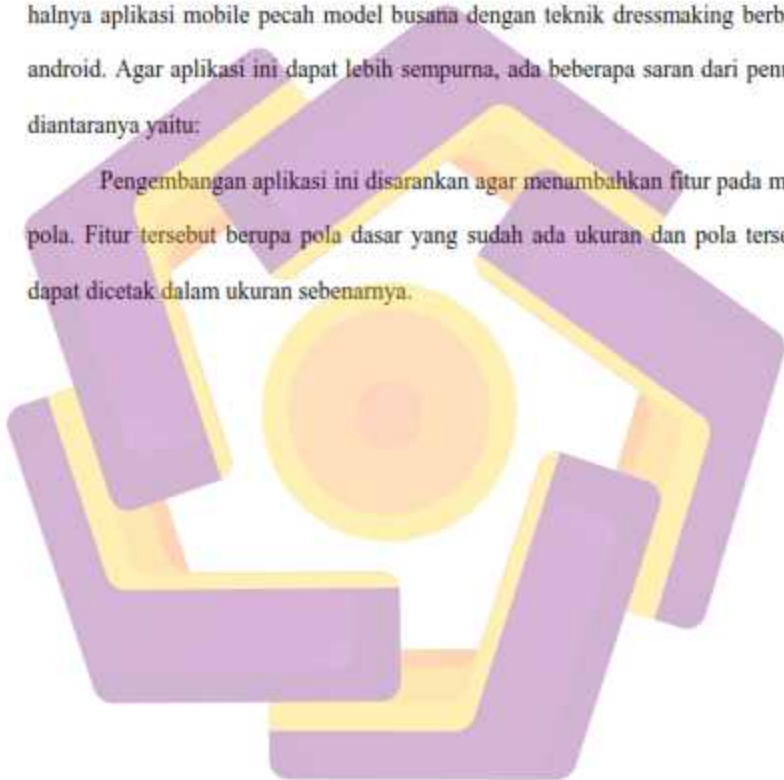 halnya aplikasi mobile pecah model busana dengan teknik dressmaking berb
android. Agar aplikasi ini dapat lebih sempurna, ada beberapa saran dari pen
diantaranya yaitu:
Pengembangan aplikasi ini disarankan agar menambahkan fitur pada m
pola. Fitur tersebut berupa pola dasar yang sudah ada ukuran dan pola terse
dapat dicetak dalam ukuran sebenarnya.